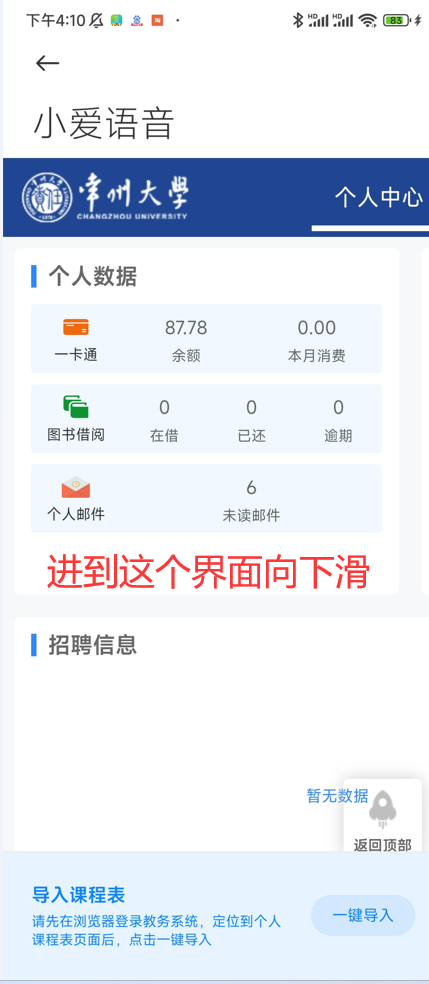 下午4:10
HD HD 83
小爱语音
常州大學
CHANGZHOU UNIVERSITY
个人中心
个人数据
87.78 0.00
一卡通 余额 本月消费
0 0 0
图书借阅 在借 已还 逾期
6
个人邮件 未读邮件
进到这个界面向下滑
招聘信息
暂无数据
返回顶部
导入课程表
请先在浏览器登录教务系统，定位到个人
课程表页面后，点击一键导入
一键导入